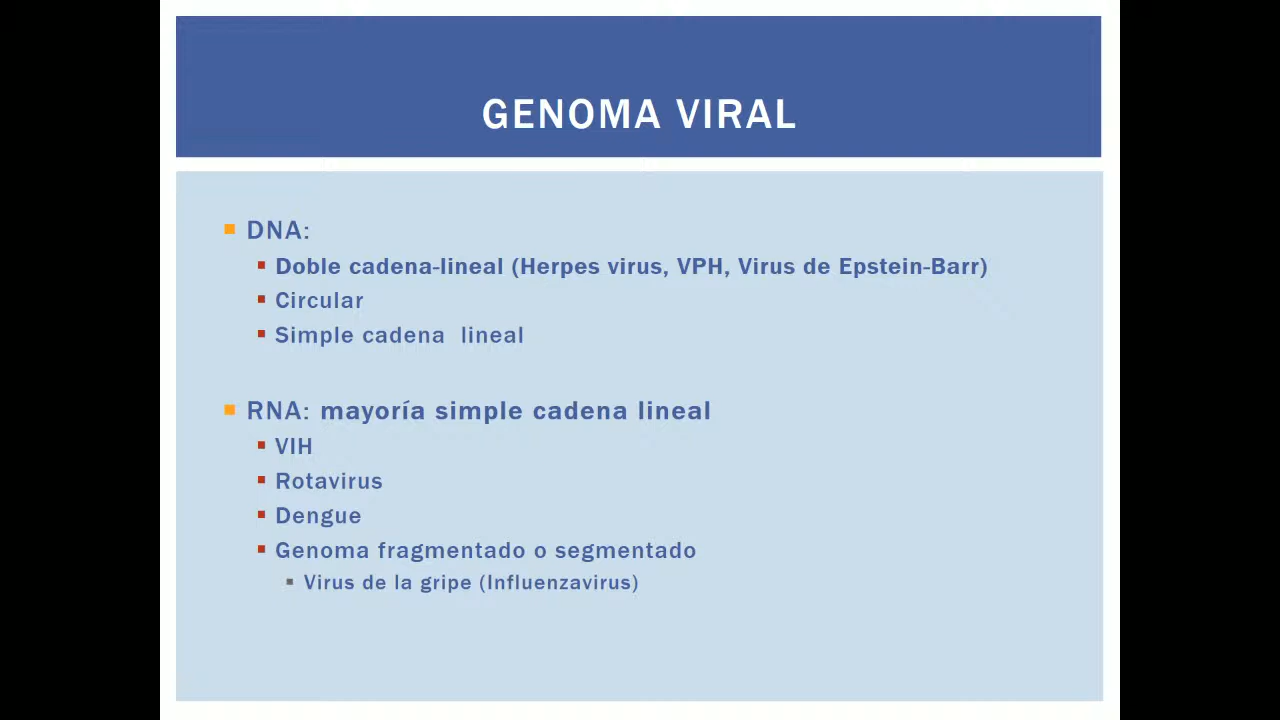 GENOMA VIRAL
DNA:
Doble cadena-lineal (Herpes virus, VPH, Virus de Epstein-Barr)
Circular
Simple cadena  lineal
RNA: mayoría simple cadena lineal
VIH
Rotavirus
Dengue
Genoma fragmentado o segmentado
Virus de la gripe (Influenzavirus)